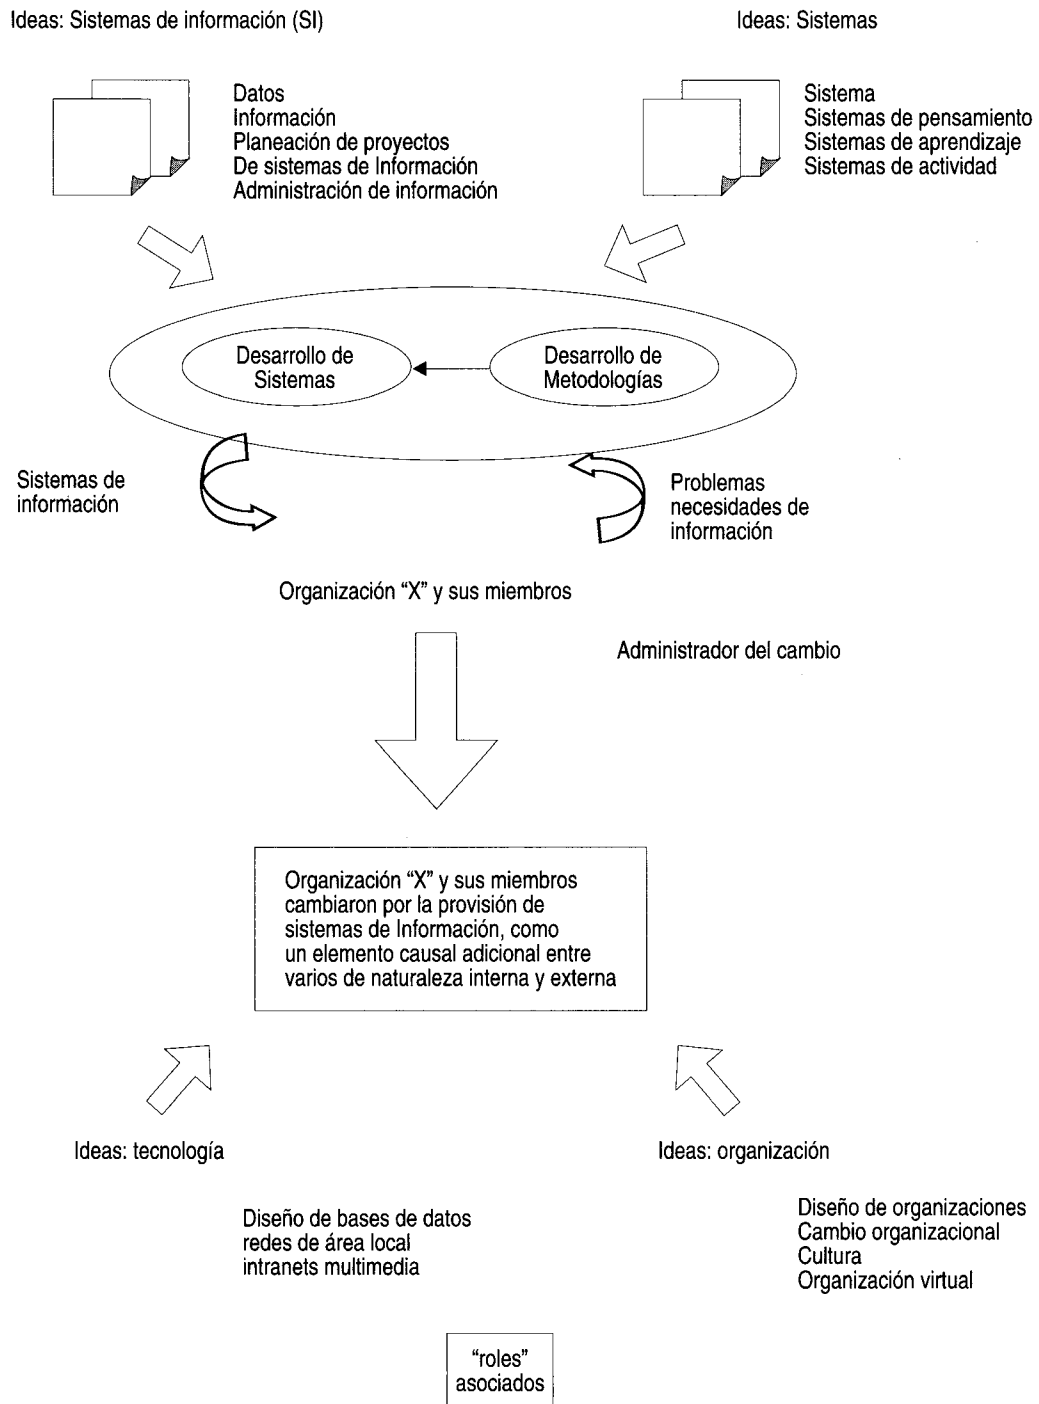 Ideas: Sistemas de información (SI)
Ideas: Sistemas
Datos
Información
Planeación de proyectos
De sistemas de Información
Administración de información
Sistema
Sistemas de pensamiento
Sistemas de aprendizaje
Sistemas de actividad
Desarrollo de
Sistemas
Desarrollo de
Metodologías
Sistemas de
información
Problemas
necesidades de
información
Organización “X” y sus miembros
Administrador del cambio
Organización “X” y sus miembros
cambiaron por la provisión de
sistemas de Información, como
un elemento causal adicional entre
varios de naturaleza interna y externa
Ideas: tecnología
Ideas: organización
Diseño de bases de datos
redes de área local
intranets multimedia
Diseño de organizaciones
Cambio organizacional
Cultura
Organización virtual
“roles”
asociados